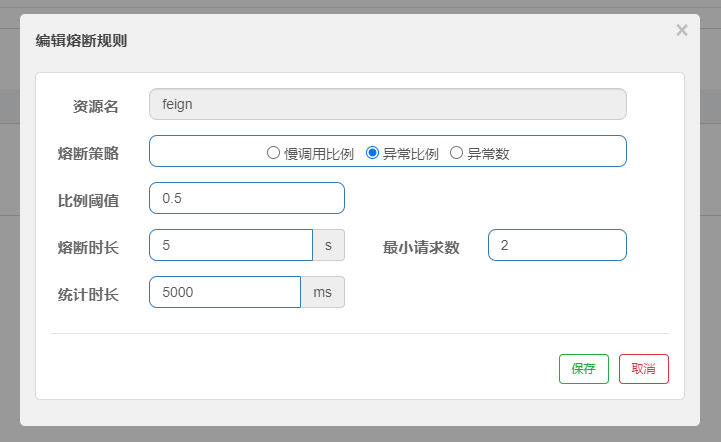 编辑熔断规则 ×
资源名 feign
熔断策略 慢调用比例 异常比例 异常数
比例阈值 0.5
熔断时长 5 s 最小请求数 2
统计时长 5000 ms
保存 取消